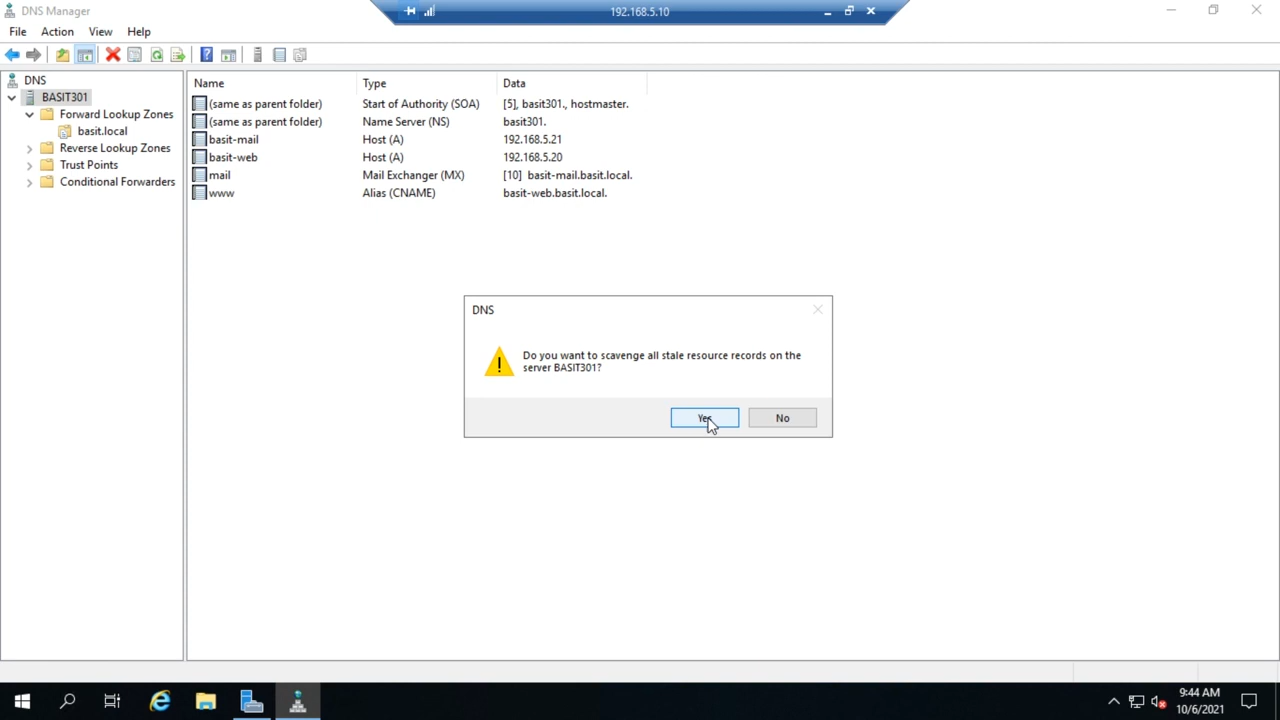 DNS Manager
192.168.5.10
File Action View Help
DNS
BASIT301
Forward Lookup Zones
basit.local
Reverse Lookup Zones
Trust Points
Conditional Forwarders
Name Type Data
(same as parent folder) Start of Authority (SOA) [5], basit301., hostmaster.
(same as parent folder) Name Server (NS) basit301.
basit-mail Host (A) 192.168.5.21
basit-web Host (A) 192.168.5.20
mail Mail Exchanger (MX) [10] basit-mail.basit.local.
www Alias (CNAME) basit-web.basit.local.
DNS
Do you want to scavenge all stale resource records on the
server BASIT301?
Yes No
9:44 AM
10/6/2021